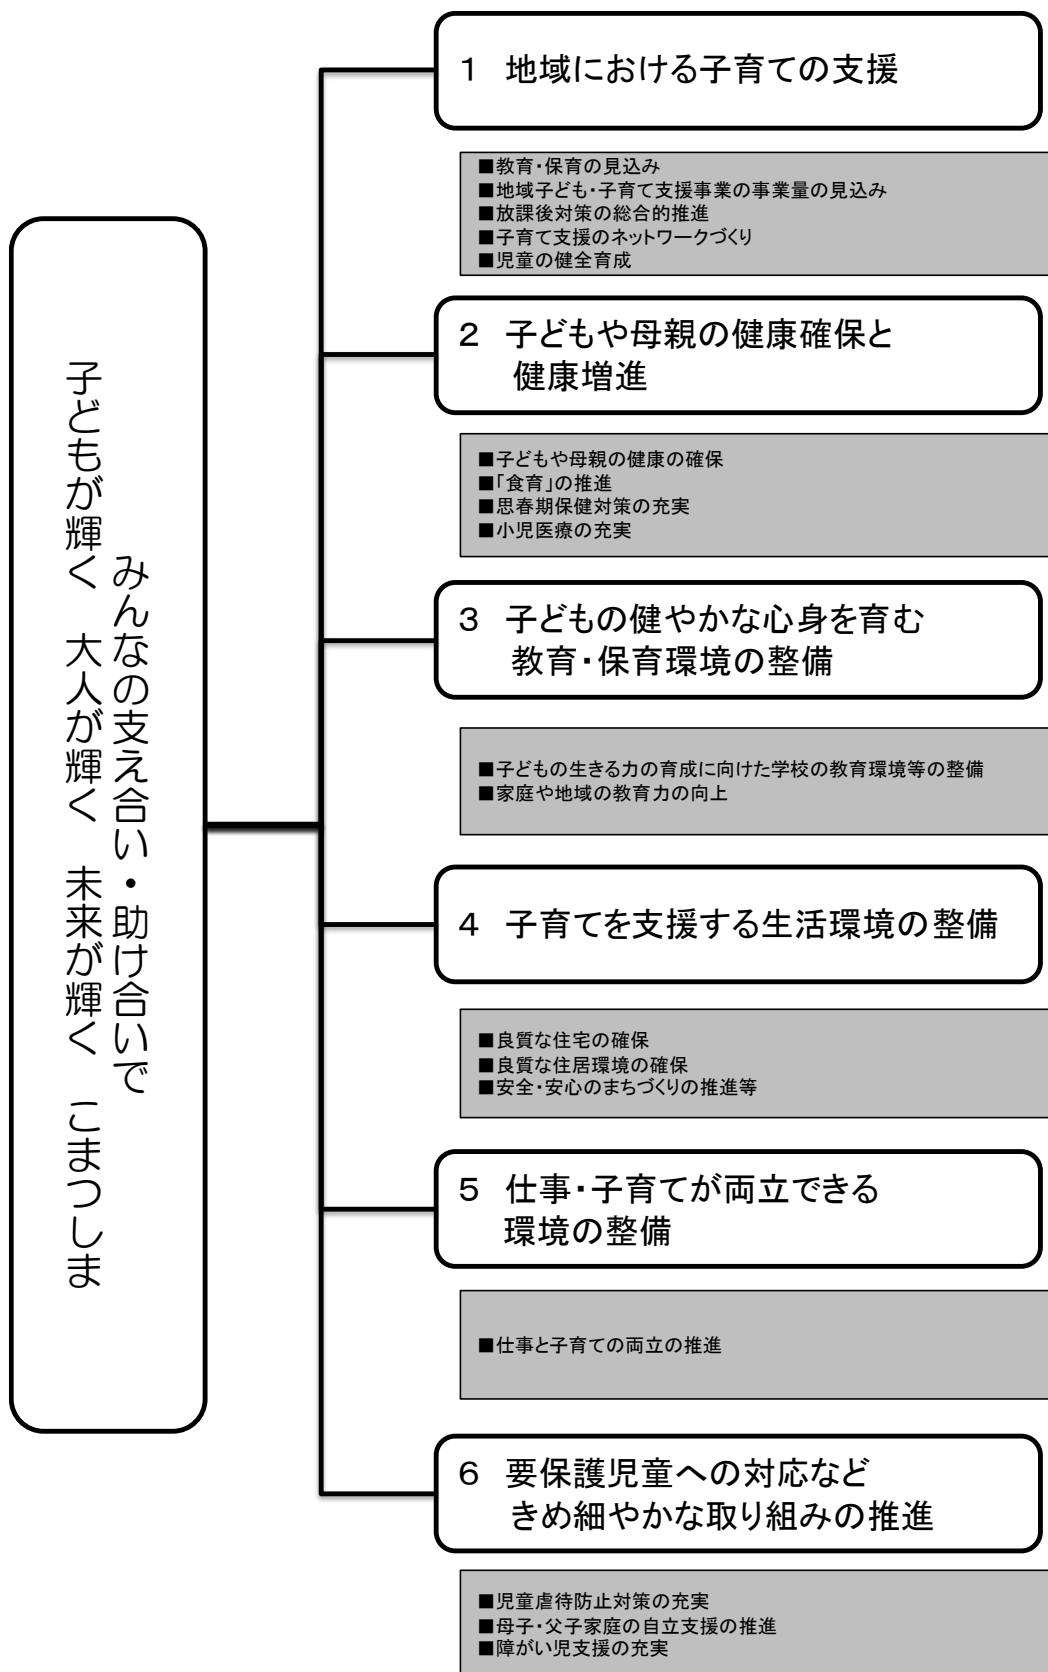 みんなの支え合い・助け合いで
子どもが輝く　大人が輝く　未来が輝く　こまつしま
１　地域における子育ての支援
■教育・保育の見込み
■地域子ども・子育て支援事業の事業量の見込み
■放課後対策の総合的推進
■子育て支援のネットワークづくり
■児童の健全育成
２　子どもや母親の健康確保と
健康増進
■子どもや母親の健康の確保
■「食育」の推進
■思春期保健対策の充実
■小児医療の充実
３　子どもの健やかな心身を育む
教育・保育環境の整備
■子どもの生きる力の育成に向けた学校の教育環境等の整備
■家庭や地域の教育力の向上
４　子育てを支援する生活環境の整備
■良質な住宅の確保
■良質な住居環境の確保
■安全・安心のまちづくりの推進等
５　仕事・子育てが両立できる
環境の整備
■仕事と子育ての両立の推進
６　要保護児童への対応など
きめ細やかな取り組みの推進
■児童虐待防止対策の充実
■母子・父子家庭の自立支援の推進
■障がい児支援の充実